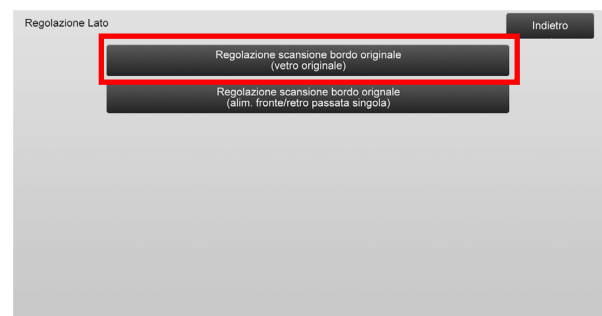 Regolazione Lato
Indietro
Regolazione scansione bordo originale
(vetro originale)
Regolazione scansione bordo orignale
(alim. fronte/retro passata singola)